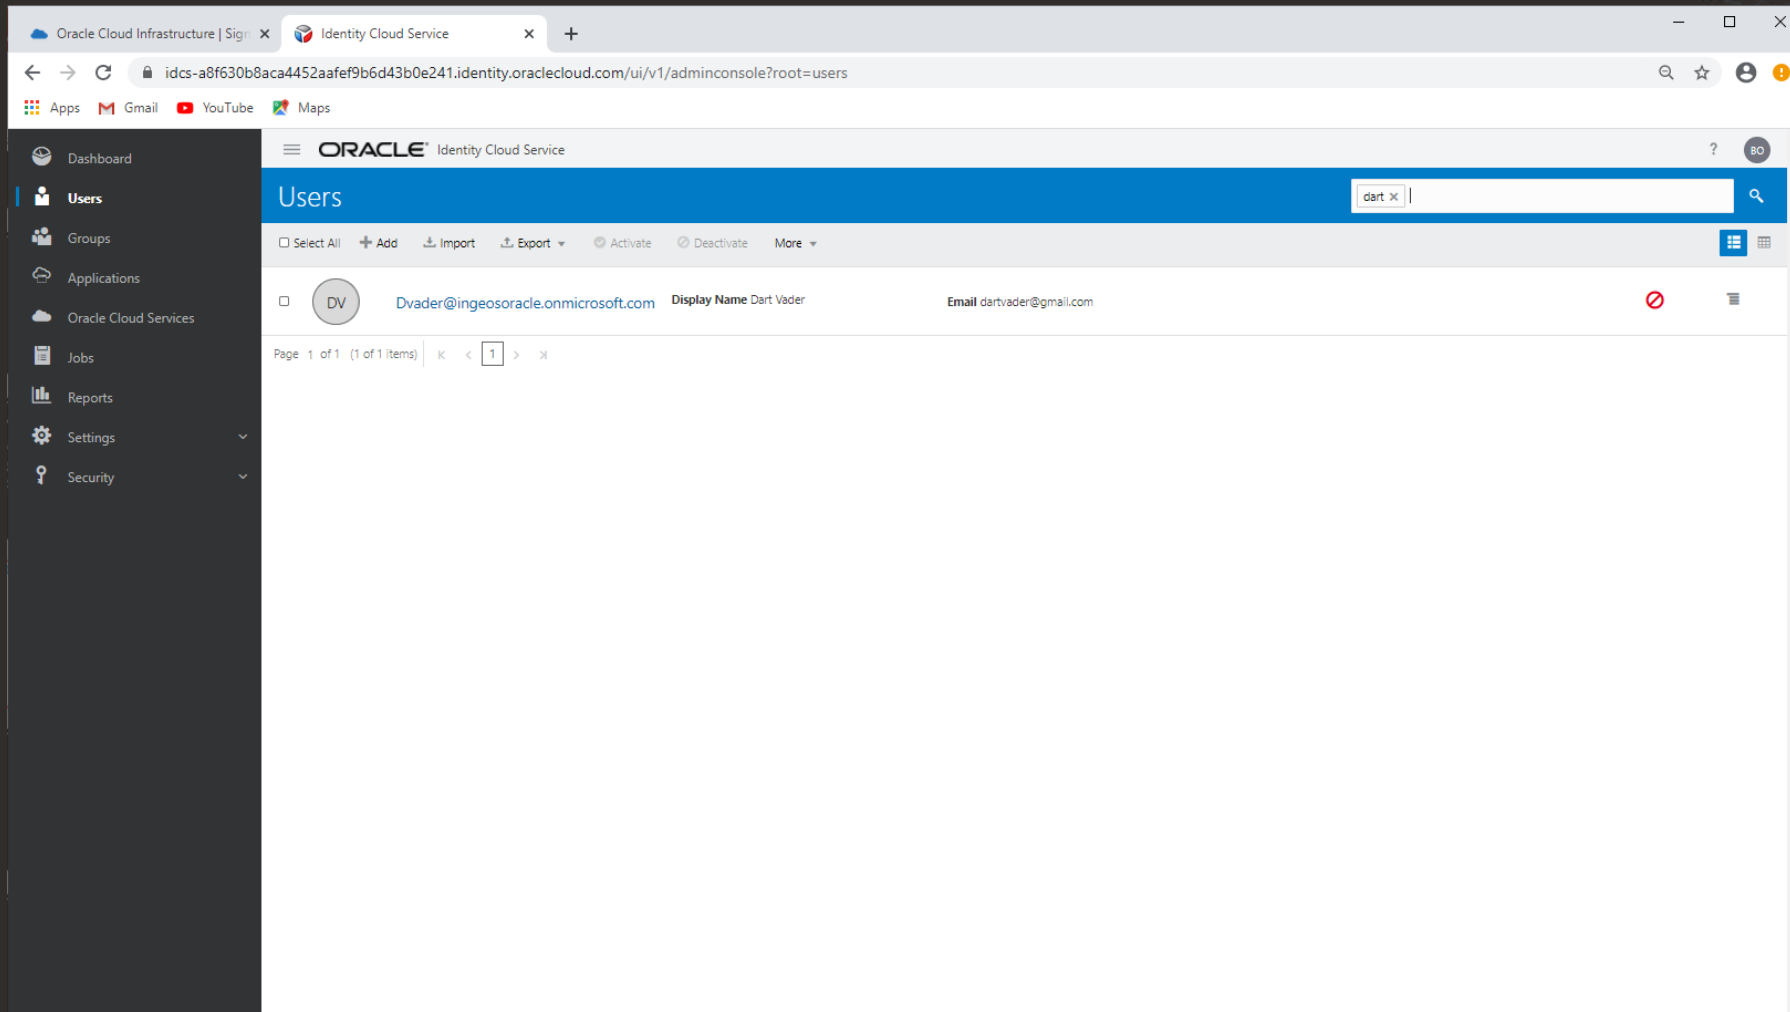 Oracle Cloud Infrastructure | Sign
Identity Cloud Service
idcs-a8f630b8aca4452aafef9b6d43b0e241.identity.oraclecloud.com/ui/v1/adminconsole?root=users
Apps Gmail YouTube Maps
Dashboard
Users
Groups
Applications
Oracle Cloud Services
Jobs
Reports
Settings
Security
ORACLE® Identity Cloud Service
? BO
Users
dart ×
Select All Add Import Export Activate Deactivate More
DV Dvader@ingeosoracle.onmicrosoft.com Display Name Dart Vader Email dartvader@gmail.com
Page 1 of 1 (1 of 1 items) 1